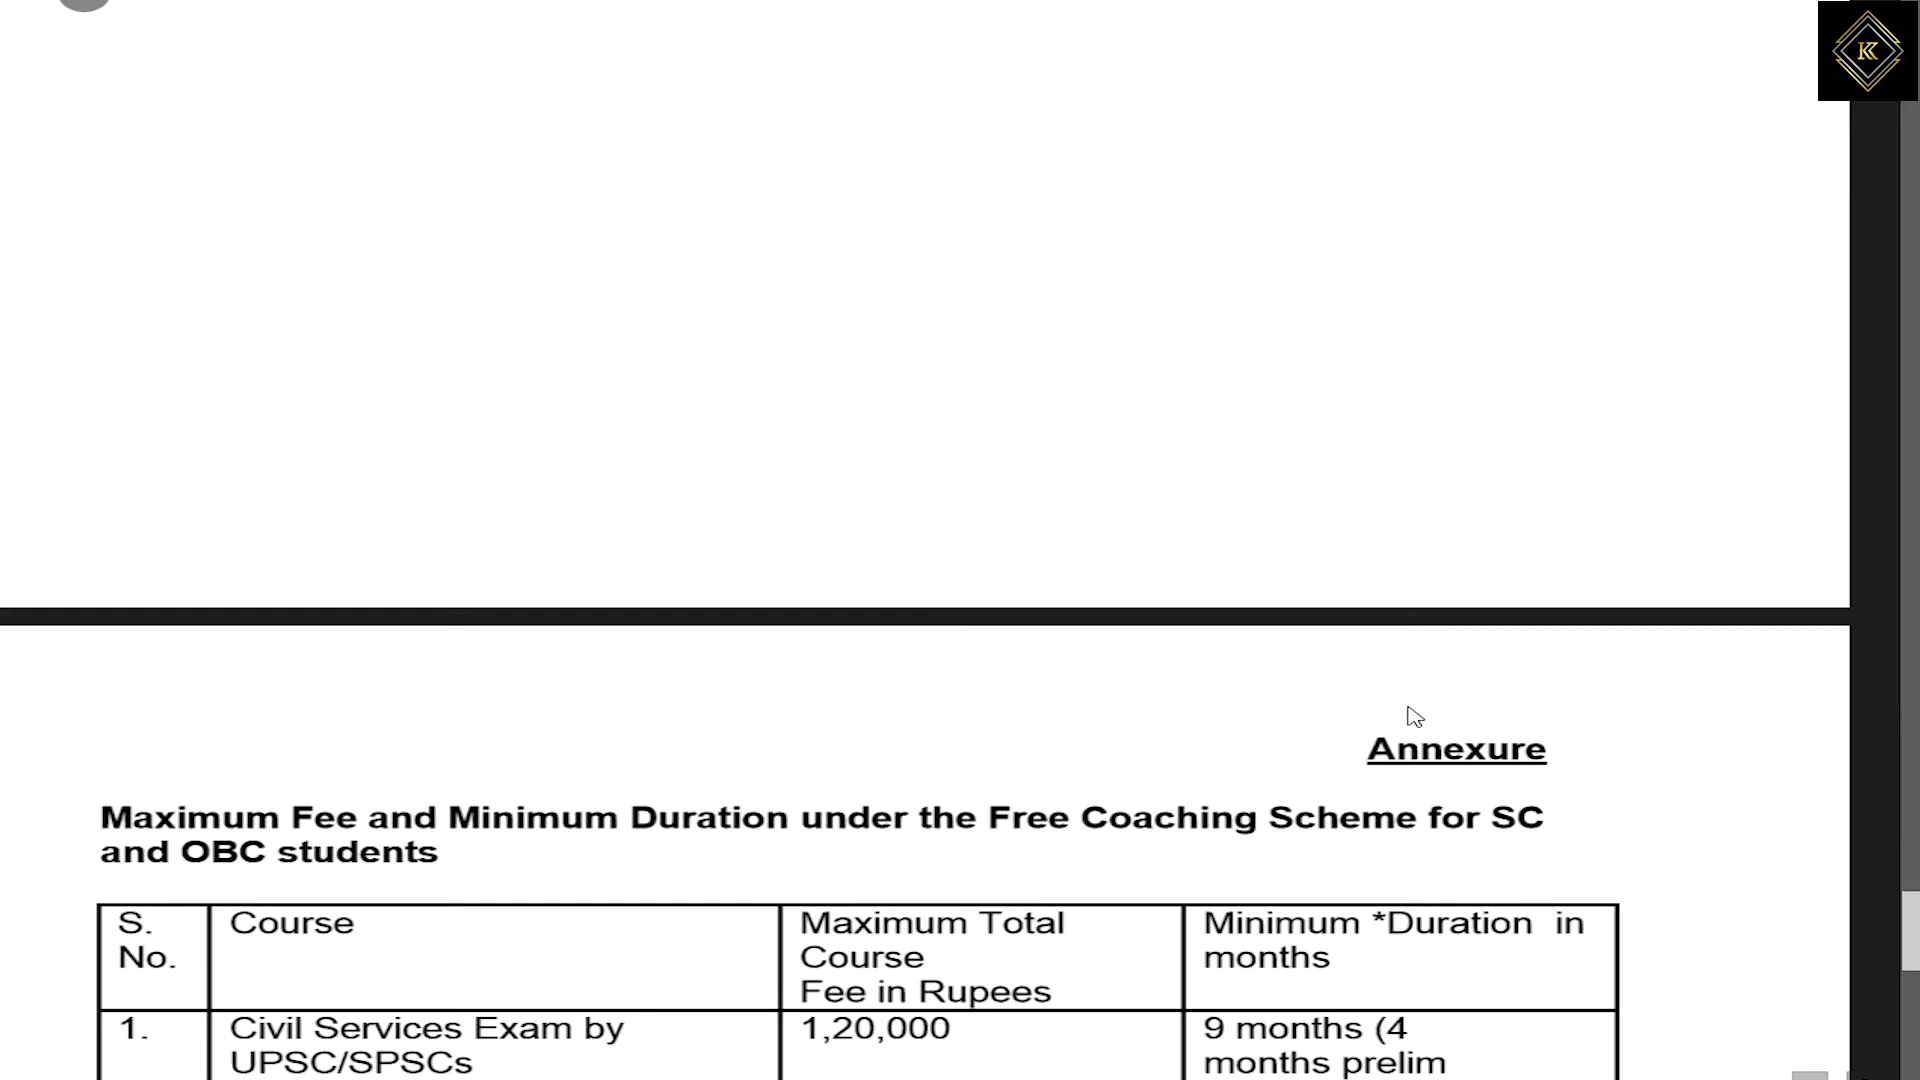 K
Annexure
Maximum Fee and Minimum Duration under the Free Coaching Scheme for SC
and OBC students
S.
No.
Course
Maximum Total
Course
Fee in Rupees
Minimum *Duration in
months
1.
Civil Services Exam by
UPSC/SPSCs
1,20,000
9 months (4
months prelim